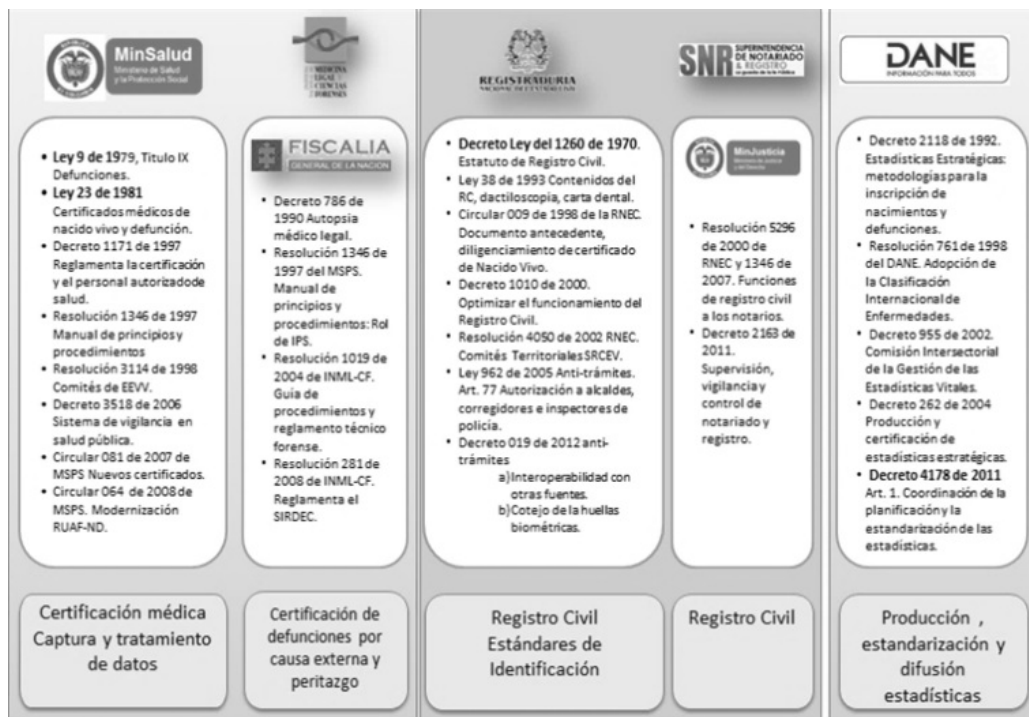 MinSalud
Ministerio de Salud
y la Protección Social
MEDICINA
LEGAL Y
CIENCIAS
FORENSES
REGISTRADURIA
NACIONAL DEL ESTADO CIVIL
SNR SUPERINTENDENCIA
DE NOTARIADO
& REGISTRO
DANE
INFORMACIÓN PARA TODOS
• Ley 9 de 1979, Titulo IX
Defunciones.
• Ley 23 de 1981
Certificados médicos de
nacido vivo y defunción.
• Decreto 1171 de 1997
Reglamenta la certificación
y el personal autorizadode
salud.
• Resolución 1346 de 1997
Manual de principios y
procedimientos
• Resolución 3114 de 1998
Comités de EEVV.
• Decreto 3518 de 2006
Sistema de vigilancia en
salud pública.
• Circular 081 de 2007 de
MSPS Nuevos certificados.
• Circular 064 de 2008 de
MSPS. Modernización
RUAF-ND.
FISCALIA
GENERAL DE LA NACION
• Decreto 786 de
1990 Autopsia
médico legal.
• Resolución 1346 de
1997 del MSPS.
Manual de
principios y
procedimientos: Rol
de IPS.
• Resolución 1019 de
2004 de INML-CF.
Guía de
procedimientos y
reglamento técnico
forense.
• Resolución 281 de
2008 de INML-CF.
Reglamenta el
SIRDEC.
• Decreto Ley del 1260 de 1970.
Estatuto de Registro Civil.
• Ley 38 de 1993 Contenidos del
RC, dactiloscopia, carta dental.
• Circular 009 de 1998 de la RNEC.
Documento antecedente,
diligenciamiento de certificado
de Nacido Vivo.
• Decreto 1010 de 2000.
Optimizar el funcionamiento del
Registro Civil.
• Resolución 4050 de 2002 RNEC.
Comités Territoriales SRCEV.
• Ley 962 de 2005 Anti-trámites.
Art. 77 Autorización a alcaldes,
corregidores e inspectores de
policia.
• Decreto 019 de 2012 anti-
trámites
a)Interoperabilidad con
otras fuentes.
b)Cotejo de la huellas
biométricas.
MinJusticia
Ministerio de Justicia
y del Derecho
• Resolución 5296
de 2000 de
RNEC y 1346 de
2007. Funciones
de registro civil
a los notarios.
• Decreto 2163 de
2011.
Supervisión,
vigilancia y
control de
notariado y
registro.
• Decreto 2118 de 1992.
Estadísticas Estratégicas:
metodologías para la
inscripción de
nacimientos y
defunciones.
• Resolución 761 de 1998
del DANE. Adopción de
la Clasificación
Internacional de
Enfermedades.
• Decreto 955 de 2002.
Comisión Intersectorial
de la Gestión de las
Estadísticas Vitales.
• Decreto 262 de 2004
Producción y
certificación de
estadísticas estratégicas.
• Decreto 4178 de 2011
Art. 1. Coordinación de la
planificación y la
estandarización de las
estadísticas.
Certificación médica
Captura y tratamiento
de datos
Certificación de
defunciones por
causa externa y
peritazgo
Registro Civil
Estándares de
Identificación
Registro Civil
Producción ,
estandarización y
difusión
estadísticas